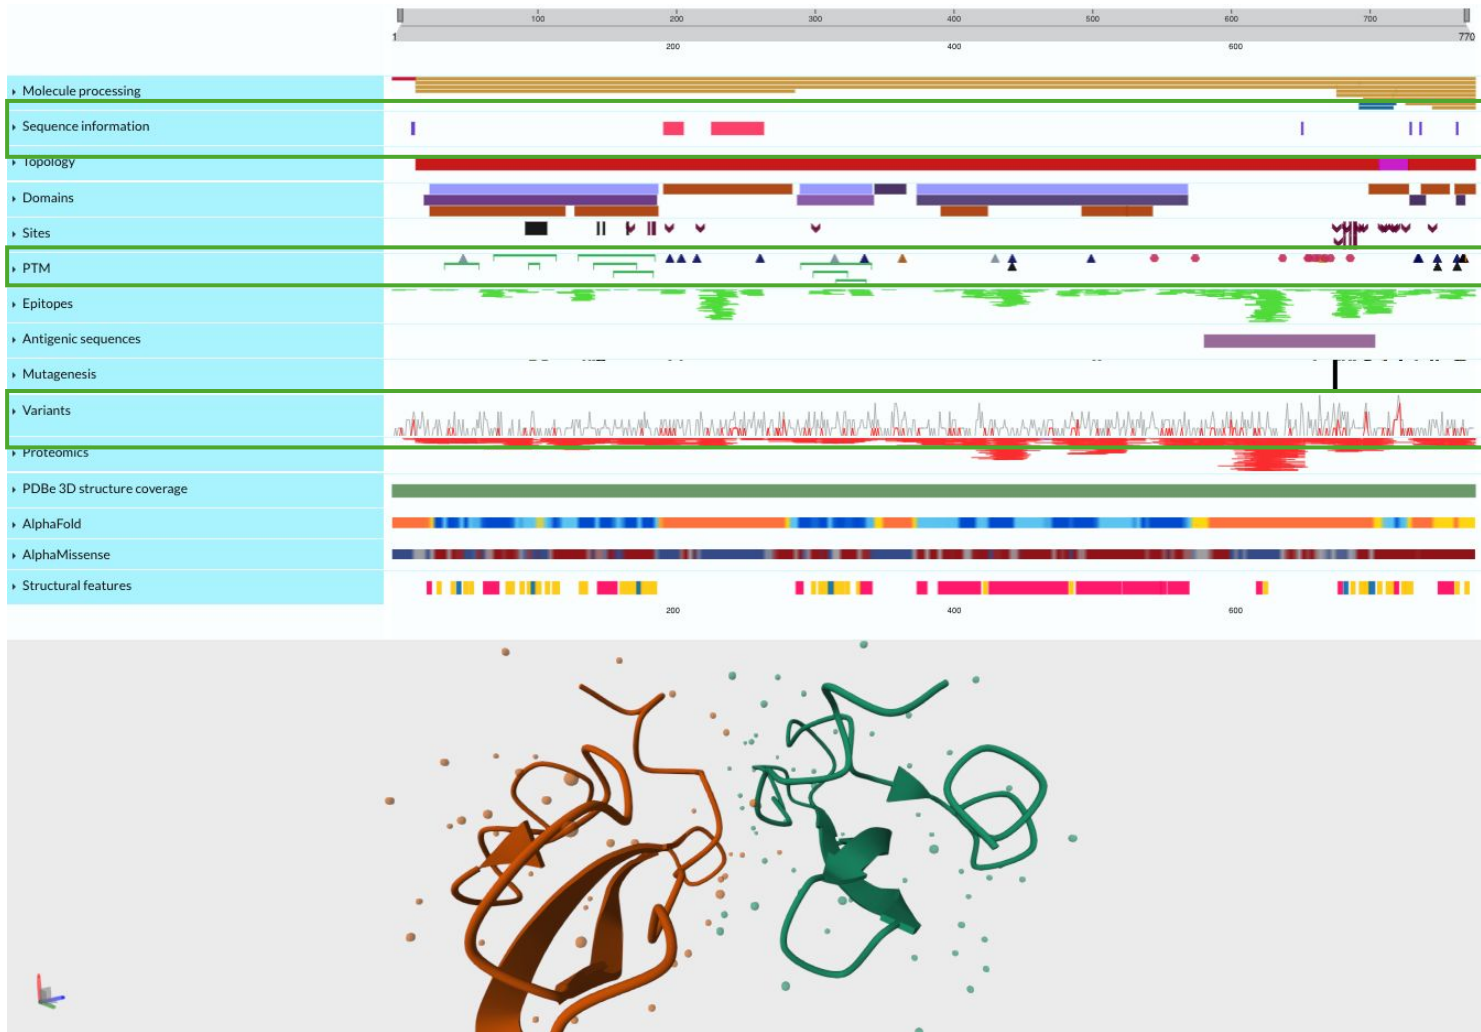 100 200 300 400 500 600 700
1 770
200 400 600
Molecule processing
Sequence information
Topology
Domains
Sites
PTM
Epitopes
Antigenic sequences
Mutagenesis
Variants
Proteomics
PDBe 3D structure coverage
AlphaFold
AlphaMissense
Structural features
200 400 600